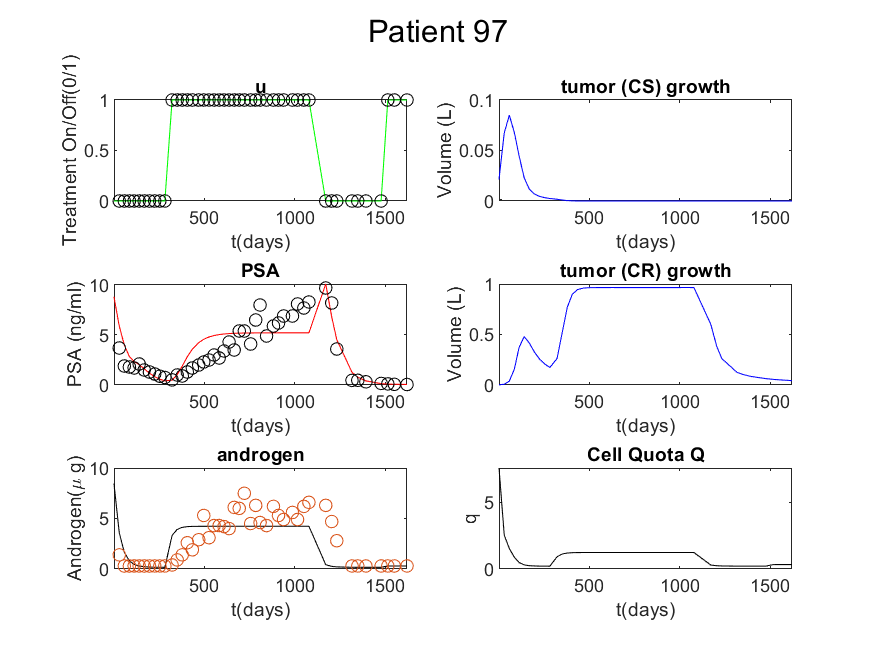 Patient 97
u
Treatment On/Off(0/1)
1
0.5
0
500
1000
1500
t(days)
tumor (CS) growth
Volume (L)
0.1
0.05
0
500
1000
1500
t(days)
PSA
PSA (ng/ml)
10
5
0
500
1000
1500
t(days)
tumor (CR) growth
Volume (L)
1
0.5
0
500
1000
1500
t(days)
androgen
Androgen(μ g)
10
5
0
500
1000
1500
t(days)
Cell Quota Q
q
5
0
500
1000
1500
t(days)